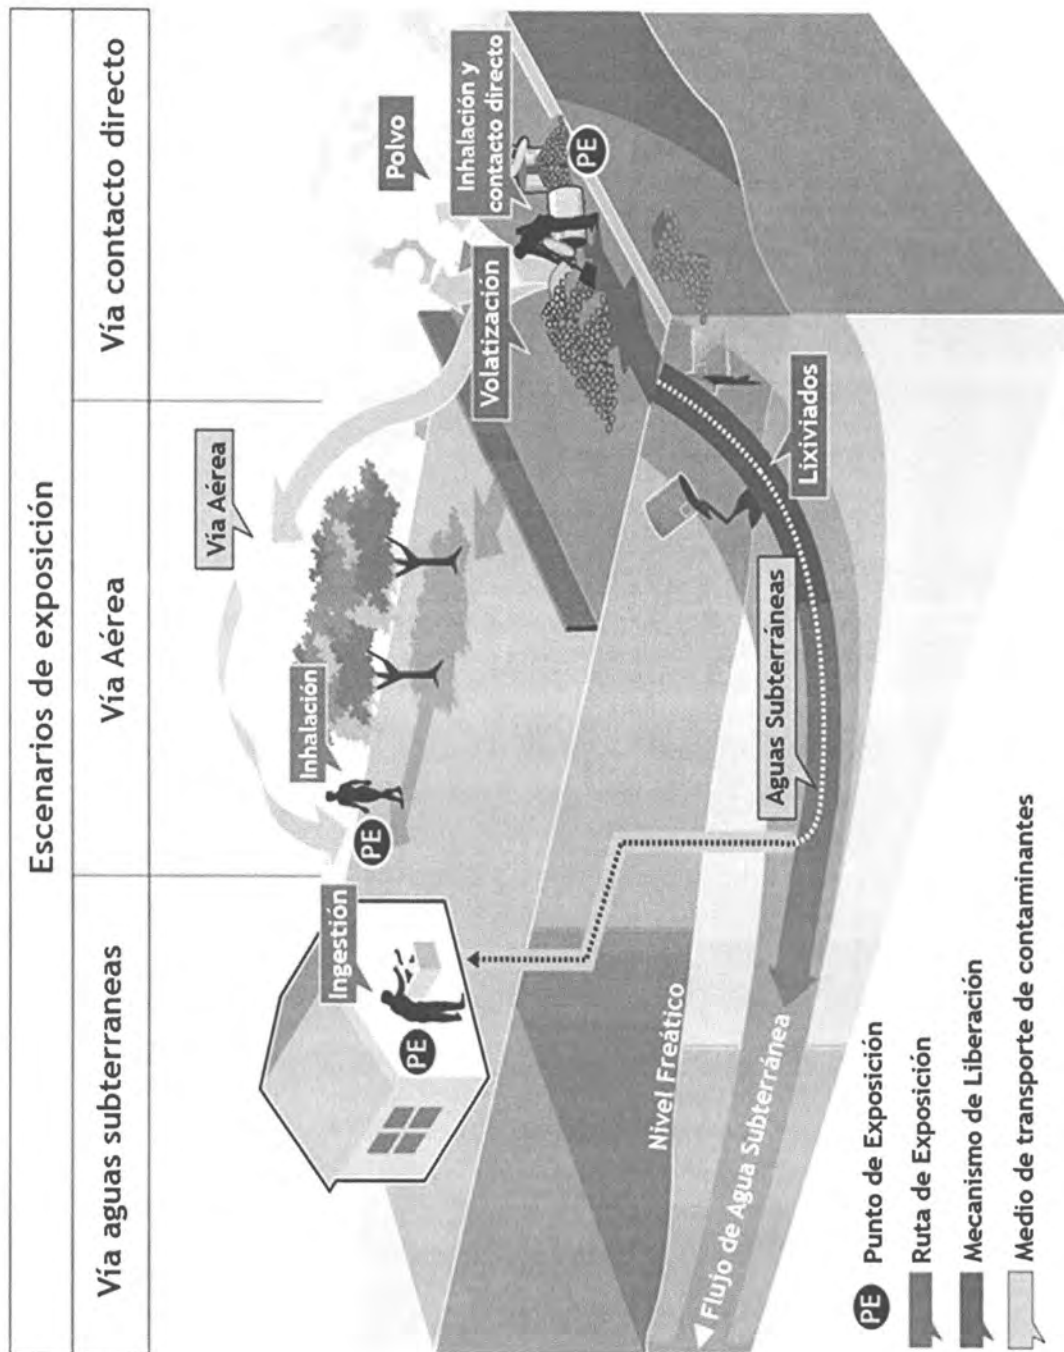 Escenarios de exposición
Vía aguas subterraneas
Vía Aérea
Vía contacto directo
Vía Aérea
Polvo
Inhalación
Inhalación y
contacto directo
PE
Ingestión
PE
PE
Volatización
Lixiviados
Aguas Subterráneas
Nivel Freático
Flujo de Agua Subterránea
PE Punto de Exposición
Ruta de Exposición
Mecanismo de Liberación
Medio de transporte de contaminantes